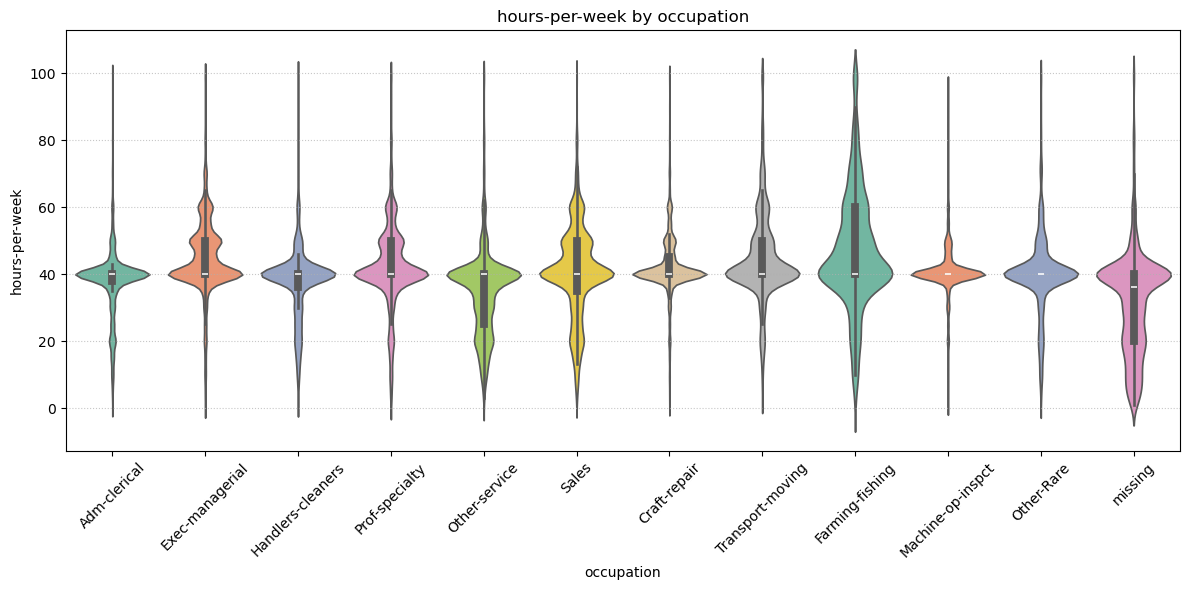 hours-per-week by occupation
100
80
60
40
20
0
hours-per-week
Adm-clerical
Exec-managerial
Handlers-cleaners
Prof-specialty
Other-service
Sales
Craft-repair
Transport-moving
Farming-fishing
Machine-op-inspct
Other-Rare
missing
occupation